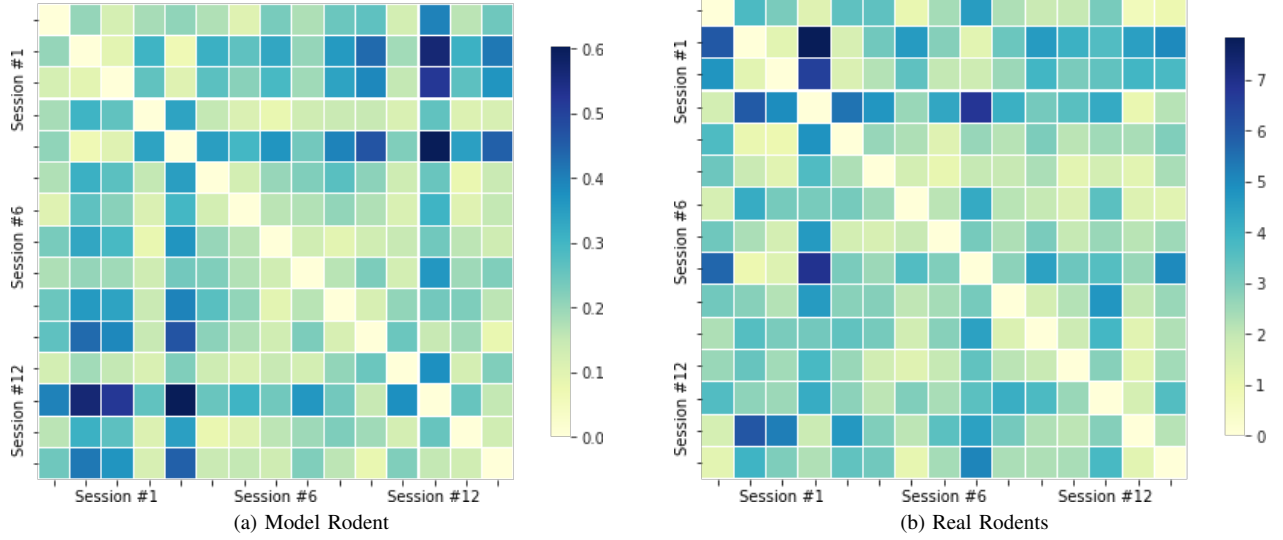 Session #1
Session #6
Session #12
Session #1
Session #6
Session #12
0.6
0.5
0.4
0.3
0.2
0.1
0.0
(a) Model Rodent
Session #1
Session #6
Session #12
Session #1
Session #6
Session #12
7
6
5
4
3
2
1
0
(b) Real Rodents